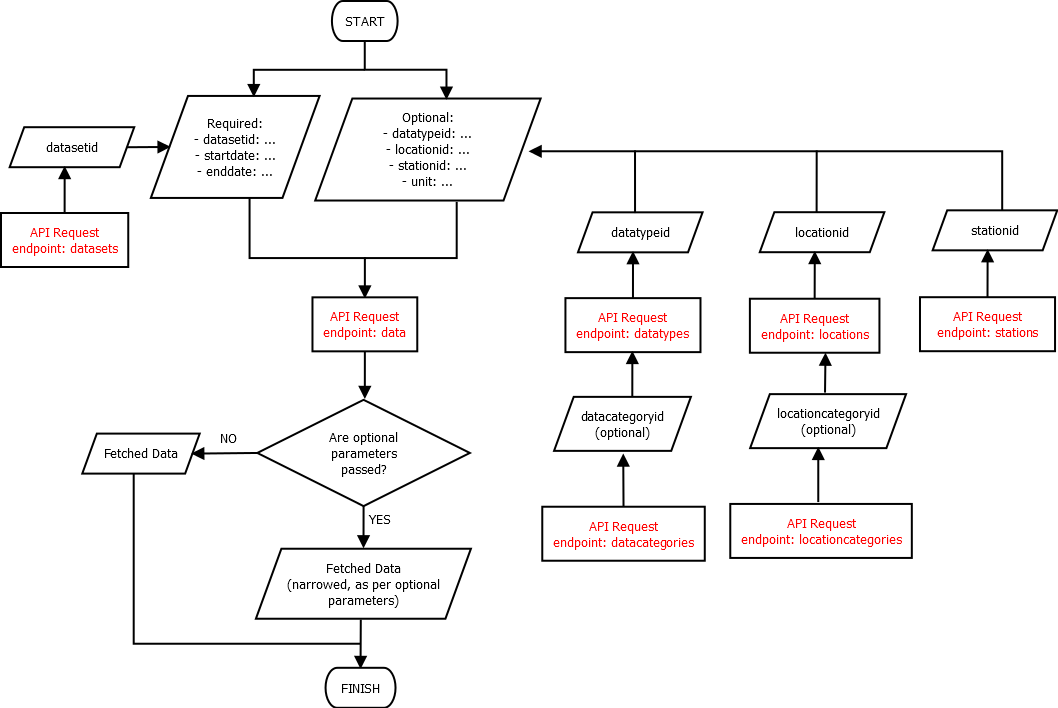 START
Required:
- datasetid: ...
- startdate: ...
- enddate: ...
Optional:
- datatypeid: ...
- locationid: ...
- stationid: ...
- unit: ...
datasetid
API Request
endpoint: datasets
datatypeid
locationid
stationid
API Request
endpoint: data
API Request
endpoint: datatypes
API Request
endpoint: locations
API Request
endpoint: stations
datacategoryid
(optional)
locationcategoryid
(optional)
Are optional
parameters
passed?
NO
Fetched Data
YES
API Request
endpoint: datacategories
API Request
endpoint: locationcategories
Fetched Data
(narrowed, as per optional
parameters)
FINISH